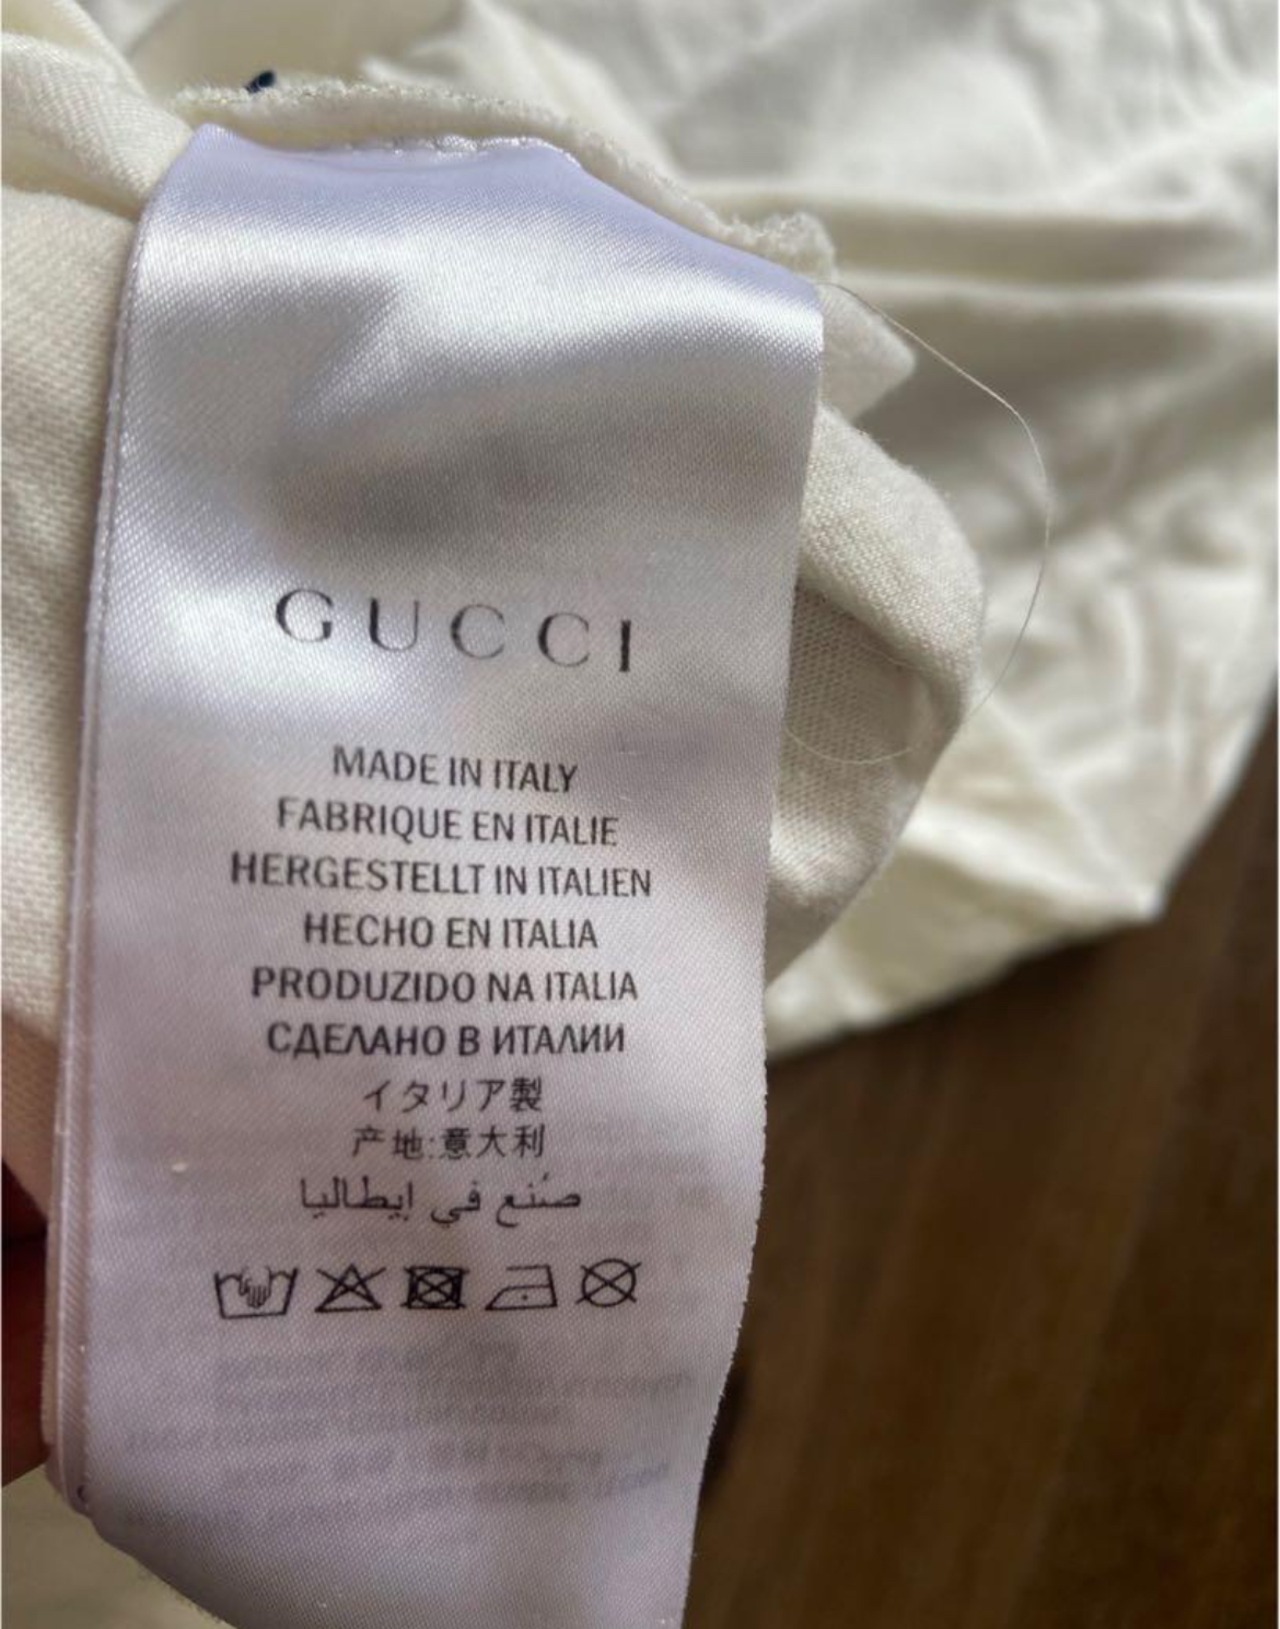 GUCCI
MADE IN ITALY
FABRIQUE EN ITALIE
HERGESTELLT IN ITALIEN
HECHO EN ITALIA
PRODUZIDO NA ITALIA
СДЕЛАНО В ИТАЛИИ
イタリア製
产地:意大利
صُنع في إيطاليا